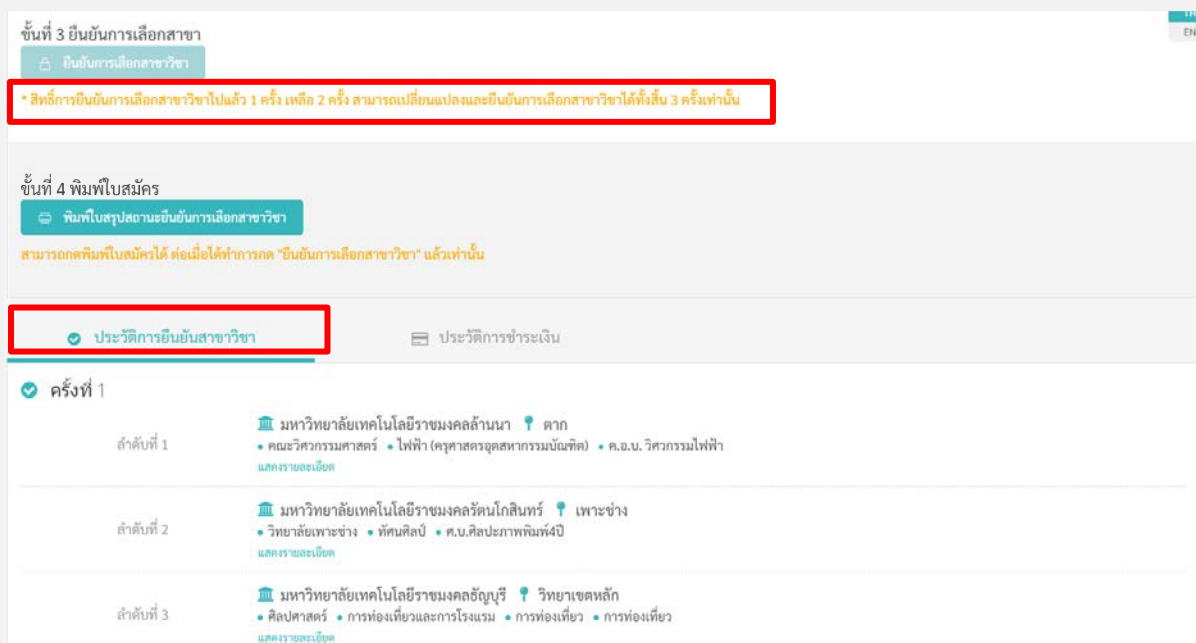 TH
ขั้นที่ 3 ยืนยันการเลือกสาขา
EN
ยืนยันการเลือกสาขาวิชา
* สิทธิ์การยืนยันการเลือกสาขาวิชาไปแล้ว 1 ครั้ง เหลือ 2 ครั้ง สามารถเปลี่ยนแปลงและยืนยันการเลือกสาขาวิชาได้ทั้งสิ้น 3 ครั้งเท่านั้น
ขั้นที่ 4 พิมพ์ใบสมัคร
พิมพ์ใบสรุปสถานะยืนยันการเลือกสาขาวิชา
สามารถกดพิมพ์ใบสมัครได้ ต่อเมื่อได้ทำการกด "ยืนยันการเลือกสาขาวิชา" แล้วเท่านั้น
ประวัติการยืนยันสาขาวิชา ประวัติการชำระเงิน
ครั้งที่ 1
มหาวิทยาลัยเทคโนโลยีราชมงคลล้านนา ตาก
ลำดับที่ 1 • คณะวิศวกรรมศาสตร์ • ไฟฟ้า (ครุศาสตรอุตสาหกรรมบัณฑิต) • ค.อ.บ. วิศวกรรมไฟฟ้า
แสดงรายละเอียด
มหาวิทยาลัยเทคโนโลยีราชมงคลรัตนโกสินทร์ เพาะช่าง
ลำดับที่ 2 • วิทยาลัยเพาะช่าง • ทัศนศิลป์ • ศ.บ.ศิลปะภาพพิมพ์4ปี
แสดงรายละเอียด
มหาวิทยาลัยเทคโนโลยีราชมงคลธัญบุรี วิทยาเขตหลัก
ลำดับที่ 3 • ศิลปศาสตร์ • การท่องเที่ยวและการโรงแรม • การท่องเที่ยว • การท่องเที่ยว
แสดงรายละเอียด